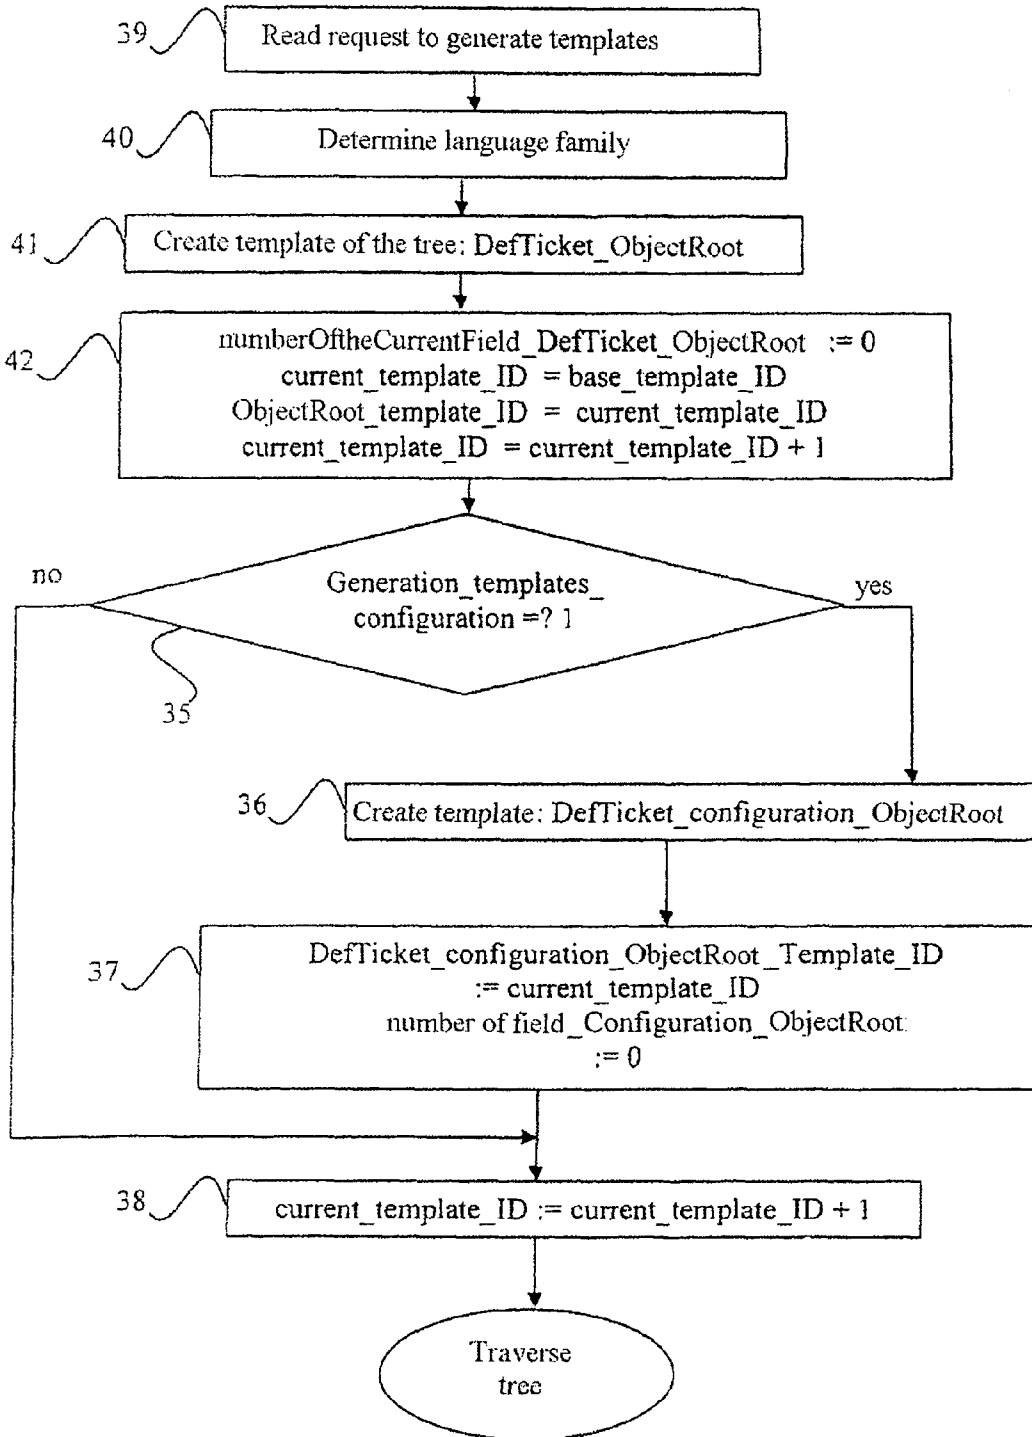 39
Read request to generate templates
40
Determine language family
41
Create template of the tree: DefTicket_ObjectRoot
42
numberOftheCurrentField_DefTicket_ObjectRoot := 0
current_template_ID = base_template_ID
ObjectRoot_template_ID = current_template_ID
current_template_ID = current_template_ID + 1
no
Generation_templates_
configuration =? 1
yes
35
36
Create template: DefTicket_configuration_ObjectRoot
37
DefTicket_configuration_ObjectRoot_Template_ID
:= current_template_ID
number of field_Configuration_ObjectRoot
:= 0
38
current_template_ID := current_template_ID + 1
Traverse
tree